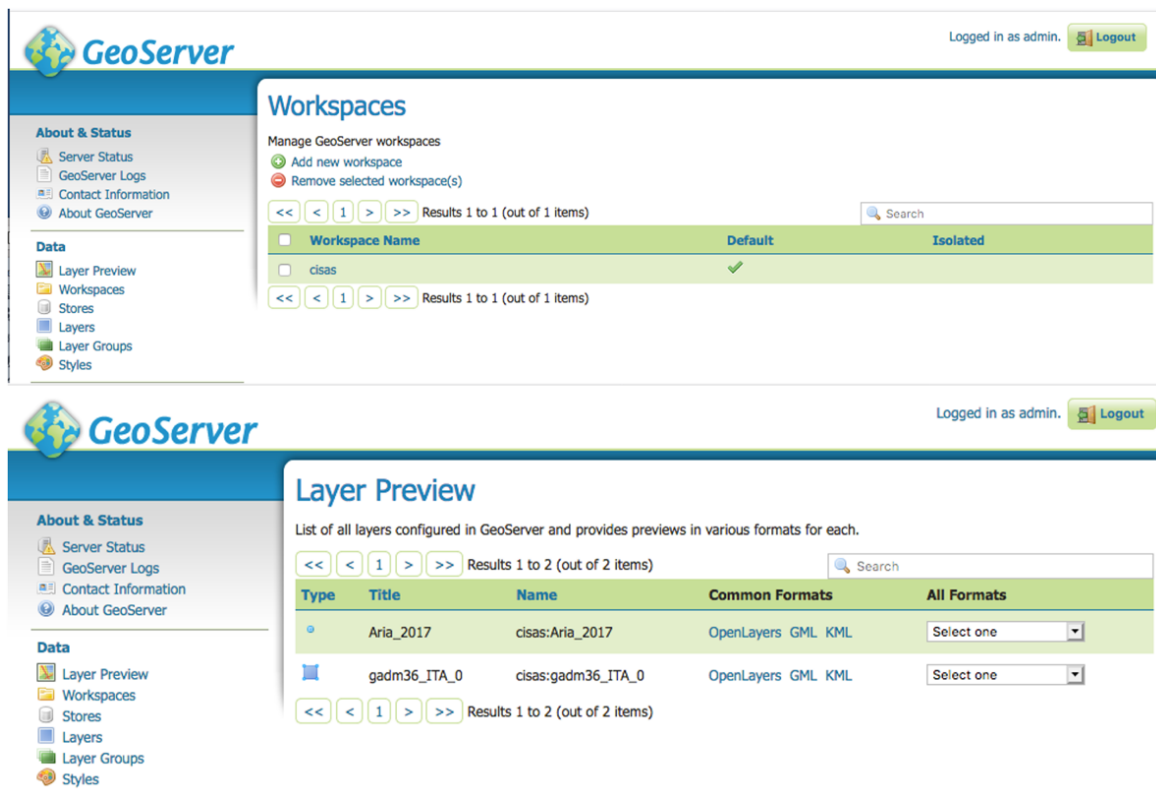 GeoServer
Logged in as admin. Logout
Workspaces
Manage GeoServer workspaces
Add new workspace
Remove selected workspace(s)
<< < 1 > >> Results 1 to 1 (out of 1 items) Search
Workspace Name Default Isolated
cisas
<< < 1 > >> Results 1 to 1 (out of 1 items)
About & Status
Server Status
GeoServer Logs
Contact Information
About GeoServer
Data
Layer Preview
Workspaces
Stores
Layers
Layer Groups
Styles
GeoServer
Logged in as admin. Logout
Layer Preview
List of all layers configured in GeoServer and provides previews in various formats for each.
<< < 1 > >> Results 1 to 2 (out of 2 items) Search
Type Title Name Common Formats All Formats
Aria_2017 cisas:Aria_2017 OpenLayers GML KML Select one
gadm36_ITA_0 cisas:gadm36_ITA_0 OpenLayers GML KML Select one
<< < 1 > >> Results 1 to 2 (out of 2 items)
About & Status
Server Status
GeoServer Logs
Contact Information
About GeoServer
Data
Layer Preview
Workspaces
Stores
Layers
Layer Groups
Styles